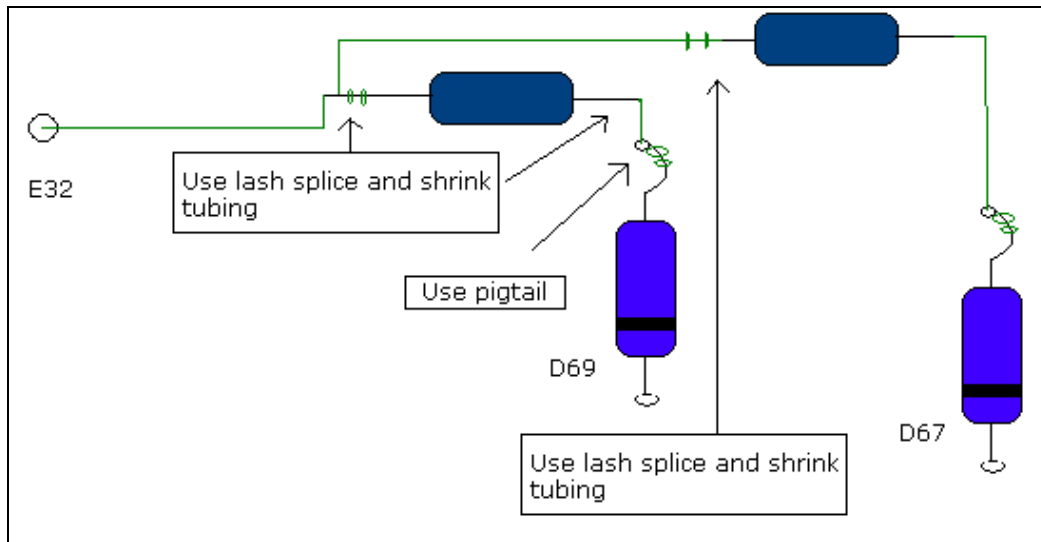 E32
Use lash splice and shrink
tubing
Use pigtail
D69
D67
Use lash splice and shrink
tubing